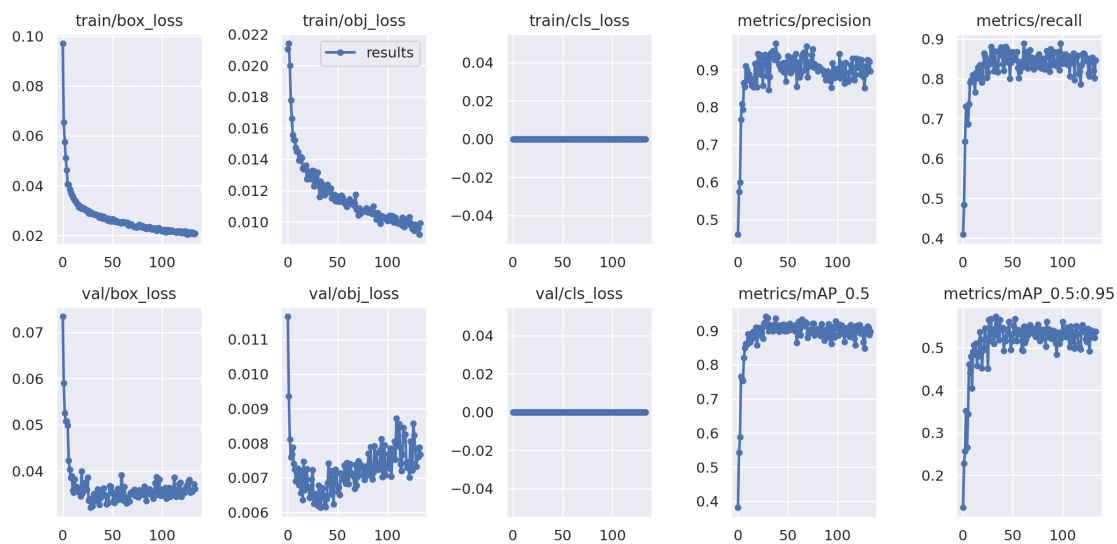 train/box_loss
train/obj_loss
train/cls_loss
metrics/precision
metrics/recall
0.10
0.08
0.06
0.04
0.02
0 50 100
0.022
0.020
0.018
0.016
0.014
0.012
0.010
results
0 50 100
0.04
0.02
0.00
−0.02
−0.04
0 50 100
0.9
0.8
0.7
0.6
0.5
0 50 100
0.9
0.8
0.7
0.6
0.5
0.4
0 50 100
val/box_loss
val/obj_loss
val/cls_loss
metrics/mAP_0.5
metrics/mAP_0.5:0.95
0.07
0.06
0.05
0.04
0 50 100
0.011
0.010
0.009
0.008
0.007
0.006
0 50 100
0.04
0.02
0.00
−0.02
−0.04
0 50 100
0.9
0.8
0.7
0.6
0.5
0.4
0 50 100
0.5
0.4
0.3
0.2
0 50 100